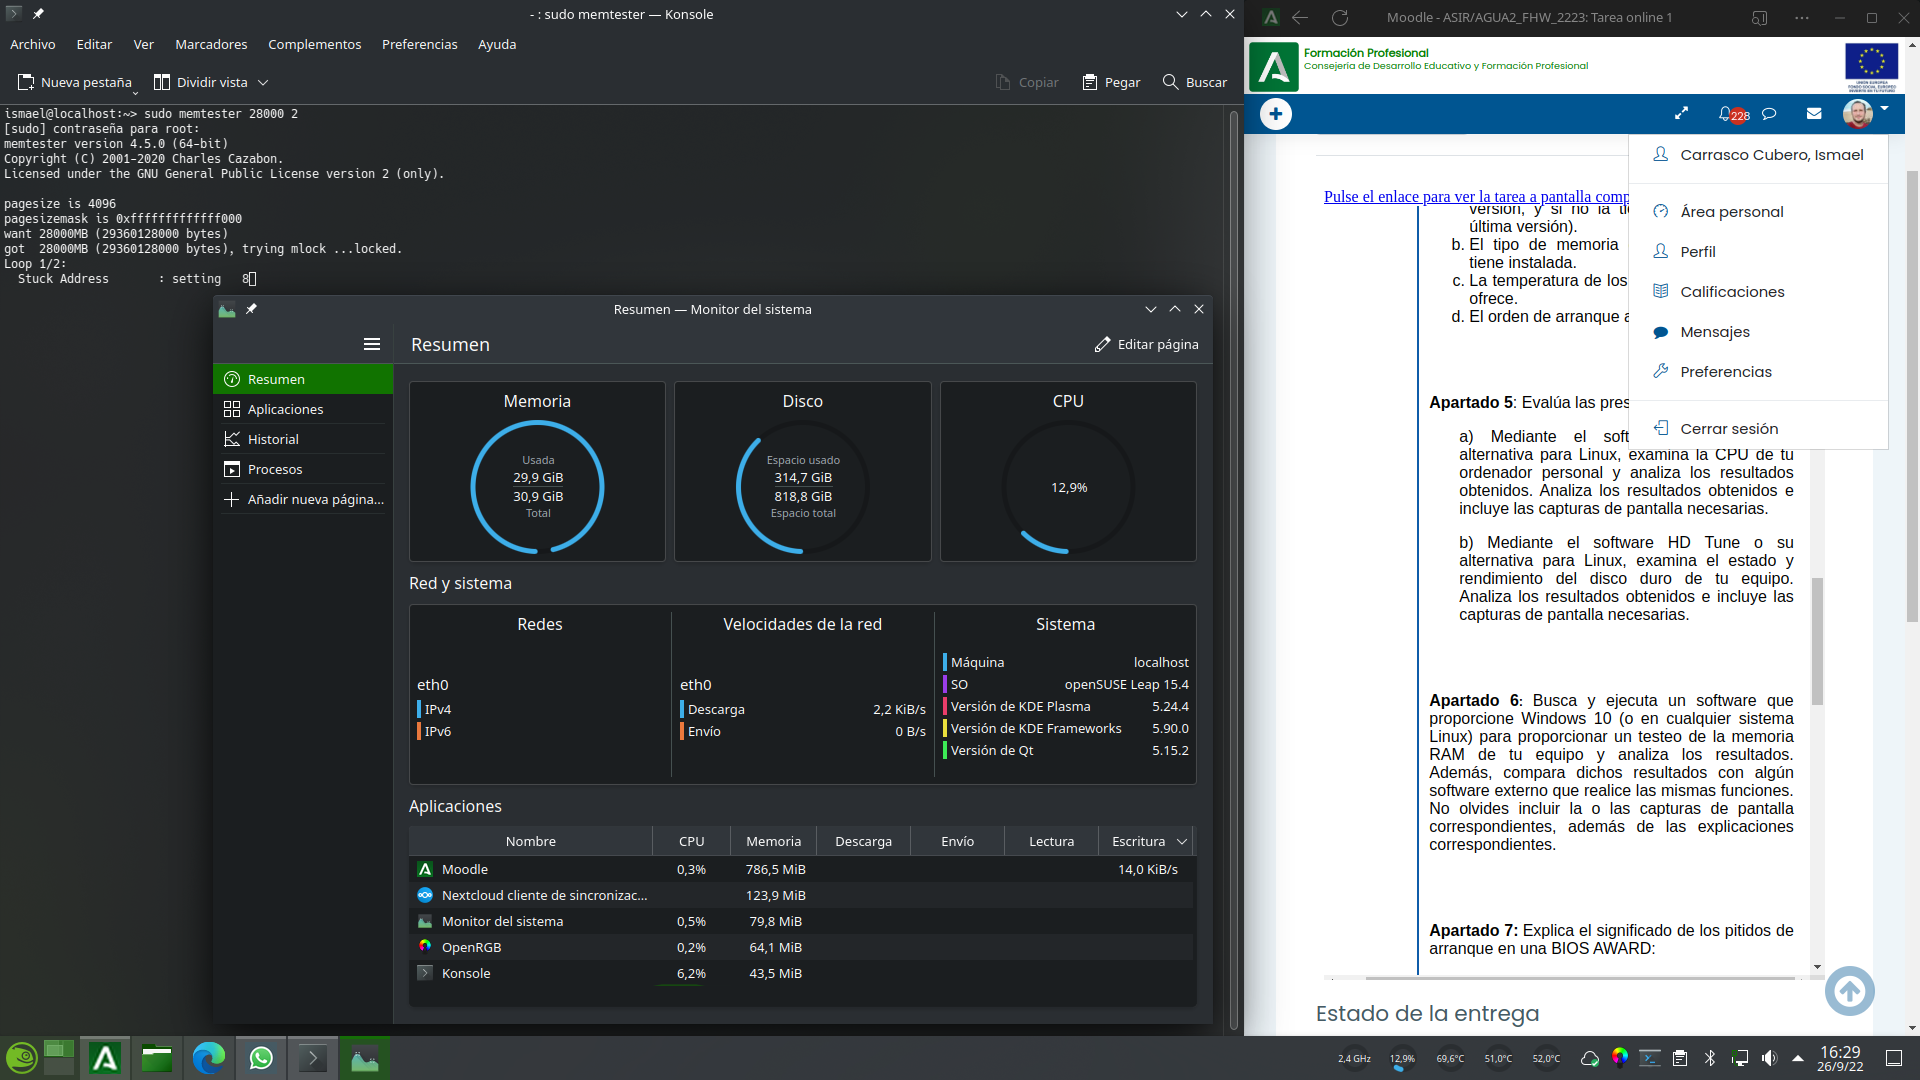 - : sudo memtester — Konsole
Archivo Editar Ver Marcadores Complementos Preferencias Ayuda
Nueva pestaña Dividir vista Copiar Pegar Buscar
ismael@localhost:~> sudo memtester 28000 2
[sudo] contraseña para root:
memtester version 4.5.0 (64-bit)
Copyright (C) 2001-2020 Charles Cazabon.
Licensed under the GNU General Public License version 2 (only).
pagesize is 4096
pagesizemask is 0xfffffffffffff000
want 28000MB (29360128000 bytes)
got  28000MB (29360128000 bytes), trying mlock ...locked.
Loop 1/2:
Stuck Address       : setting   8
Resumen — Monitor del sistema
Resumen
Editar página
Resumen
Aplicaciones
Historial
Procesos
Añadir nueva página...
Memoria
Usada
29,9 GiB
30,9 GiB
Total
Disco
Espacio usado
314,7 GiB
818,8 GiB
Espacio total
CPU
12,9%
Red y sistema
Redes
eth0
IPv4
IPv6
Velocidades de la red
eth0
Descarga 2,2 KiB/s
Envío 0 B/s
Sistema
Máquina localhost
SO openSUSE Leap 15.4
Versión de KDE Plasma 5.24.4
Versión de KDE Frameworks 5.90.0
Versión de Qt 5.15.2
Aplicaciones
Nombre CPU Memoria Descarga Envío Lectura Escritura
Moodle 0,3% 786,5 MiB 14,0 KiB/s
Nextcloud cliente de sincronizac... 123,9 MiB
Monitor del sistema 0,5% 79,8 MiB
OpenRGB 0,2% 64,1 MiB
Konsole 6,2% 43,5 MiB
Moodle - ASIR/AGUA2_FHW_2223: Tarea online 1
Formación Profesional
Consejería de Desarrollo Educativo y Formación Profesional
228
Carrasco Cubero, Ismael
Área personal
Perfil
Calificaciones
Mensajes
Preferencias
Cerrar sesión
Pulse el enlace para ver la tarea a pantalla comp
versión, y si no la
última versión).
b. El tipo de memoria
tiene instalada.
c. La temperatura de los
ofrece.
d. El orden de arranque a
Apartado 5: Evalúa las pres
a) Mediante el soft
alternativa para Linux, examina la CPU de tu
ordenador personal y analiza los resultados
obtenidos. Analiza los resultados obtenidos e
incluye las capturas de pantalla necesarias.
b) Mediante el software HD Tune o su
alternativa para Linux, examina el estado y
rendimiento del disco duro de tu equipo.
Analiza los resultados obtenidos e incluye las
capturas de pantalla necesarias.
Apartado 6: Busca y ejecuta un software que
proporcione Windows 10 (o en cualquier sistema
Linux) para proporcionar un testeo de la memoria
RAM de tu equipo y analiza los resultados.
Además, compara dichos resultados con algún
software externo que realice las mismas funciones.
No olvides incluir la o las capturas de pantalla
correspondientes, además de las explicaciones
correspondientes.
Apartado 7: Explica el significado de los pitidos de
arranque en una BIOS AWARD:
Estado de la entrega
2,4 GHz 12,9% 69,6°C 51,0°C 52,0°C
16:29
26/9/22